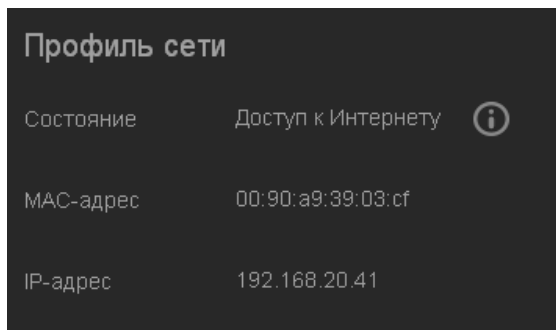 Профиль сети
Состояние Доступ к Интернету
MAC-адрес 00:90:a9:39:03:cf
IP-адрес 192.168.20.41